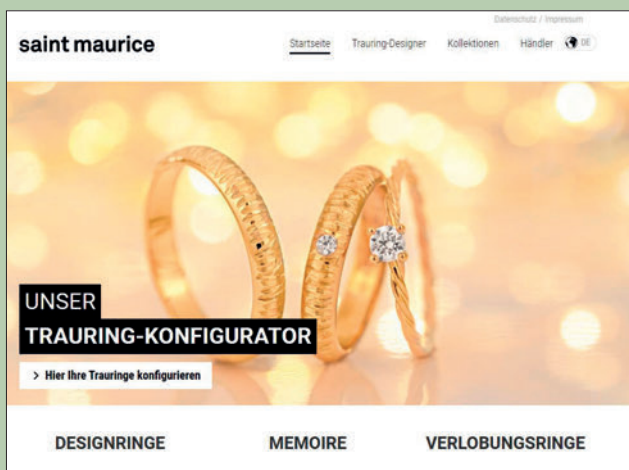 Datenschutz / Impressum
saint maurice
Startseite Trauring-Designer Kollektionen Händler DE
UNSER
TRAURING-KONFIGURATOR
> Hier Ihre Trauringe konfigurieren
DESIGNRINGE MEMOIRE VERLOBUNGSRINGE